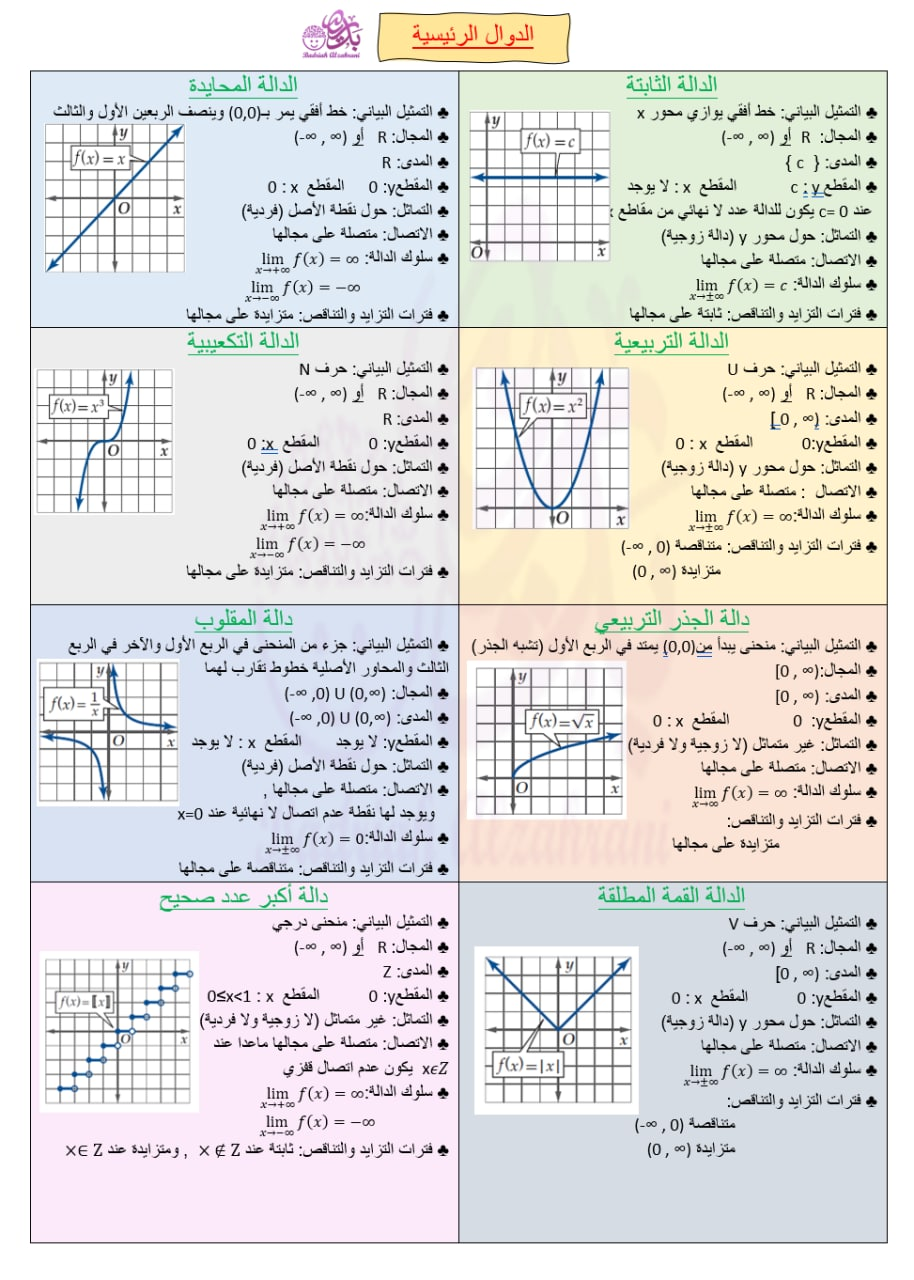 الدوال الرئيسية
بدرية
Badriah Alzahrani
الدالة الثابتة
♣ التمثيل البياني: خط أفقي يوازي محور x
♣ المجال: R أو (-∞ , ∞)
♣ المدى: { c }
♣ المقطع y : c المقطع x : لا يوجد
عند c= 0 يكون للدالة عدد لا نهائي من مقاطع x
♣ التماثل: حول محور y (دالة زوجية)
♣ الاتصال: متصلة على مجالها
♣ سلوك الدالة: lim x→±∞ f(x) = c
♣ فترات التزايد والتناقص: ثابتة على مجالها
y
f(x) = c
O
x
الدالة المحايدة
♣ التمثيل البياني: خط أفقي يمر بـ(0,0) وينصف الربعين الأول والثالث
♣ المجال: R أو (-∞ , ∞)
♣ المدى: R
♣ المقطع y: 0 المقطع x : 0
♣ التماثل: حول نقطة الأصل (فردية)
♣ الاتصال: متصلة على مجالها
♣ سلوك الدالة: lim x→+∞ f(x) = ∞
lim x→−∞ f(x) = −∞
♣ فترات التزايد والتناقص: متزايدة على مجالها
y
f(x) = x
O
x
الدالة التربيعية
♣ التمثيل البياني: حرف U
♣ المجال: R أو (-∞ , ∞)
♣ المدى: [0 , ∞)
♣ المقطع y:0 المقطع x : 0
♣ التماثل: حول محور y (دالة زوجية)
♣ الاتصال : متصلة على مجالها
♣ سلوك الدالة: lim x→±∞ f(x) = ∞
♣ فترات التزايد والتناقص: متناقصة (-∞ , 0)
متزايدة (0 , ∞)
y
f(x) = x²
O
x
الدالة التكعيبية
♣ التمثيل البياني: حرف N
♣ المجال: R أو (-∞ , ∞)
♣ المدى: R
♣ المقطع y: 0 المقطع x: 0
♣ التماثل: حول نقطة الأصل (فردية)
♣ الاتصال: متصلة على مجالها
♣ سلوك الدالة: lim x→+∞ f(x) = ∞
lim x→−∞ f(x) = −∞
♣ فترات التزايد والتناقص: متزايدة على مجالها
y
f(x) = x³
O
x
دالة الجذر التربيعي
♣ التمثيل البياني: منحنى يبدأ من(0,0) يمتد في الربع الأول (تشبه الجذر)
♣ المجال: [0 , ∞)
♣ المدى: [0 , ∞)
♣ المقطع y: 0 المقطع x : 0
♣ التماثل: غير متماثل (لا زوجية ولا فردية)
♣ الاتصال: متصلة على مجالها
♣ سلوك الدالة: lim x→∞ f(x) = ∞
♣ فترات التزايد والتناقص:
متزايدة على مجالها
y
f(x) = √x
O
x
دالة المقلوب
♣ التمثيل البياني: جزء من المنحنى في الربع الأول والآخر في الربع
الثالث والمحاور الأصلية خطوط تقارب لهما
♣ المجال: (-∞ ,0) U (0,∞)
♣ المدى: (-∞ ,0) U (0,∞)
♣ المقطع y: لا يوجد المقطع x : لا يوجد
♣ التماثل: حول نقطة الأصل (فردية)
♣ الاتصال: متصلة على مجالها ,
ويوجد لها نقطة عدم اتصال لا نهائية عند x=0
♣ سلوك الدالة: lim x→±∞ f(x) = 0
♣ فترات التزايد والتناقص: متناقصة على مجالها
y
f(x) = 1/x
O
x
الدالة القمة المطلقة
♣ التمثيل البياني: حرف V
♣ المجال: R أو (-∞ , ∞)
♣ المدى: [0 , ∞)
♣ المقطع y: 0 المقطع x : 0
♣ التماثل: حول محور y (دالة زوجية)
♣ الاتصال: متصلة على مجالها
♣ سلوك الدالة: lim x→±∞ f(x) = ∞
♣ فترات التزايد والتناقص:
متناقصة (-∞ , 0)
متزايدة (0 , ∞)
y
O
x
f(x) = |x|
دالة أكبر عدد صحيح
♣ التمثيل البياني: منحنى درجي
♣ المجال: R أو (-∞ , ∞)
♣ المدى: Z
♣ المقطع y: 0 المقطع x : 0≤x<1
♣ التماثل: غير متماثل (لا زوجية ولا فردية)
♣ الاتصال: متصلة على مجالها ماعدا عند
x∈Z يكون عدم اتصال قفزي
♣ سلوك الدالة: lim x→+∞ f(x) = ∞
lim x→−∞ f(x) = −∞
♣ فترات التزايد والتناقص: ثابتة عند x ∉ Z , ومتزايدة عند x∈ Z
y
f(x) = ⟦x⟧
O
x